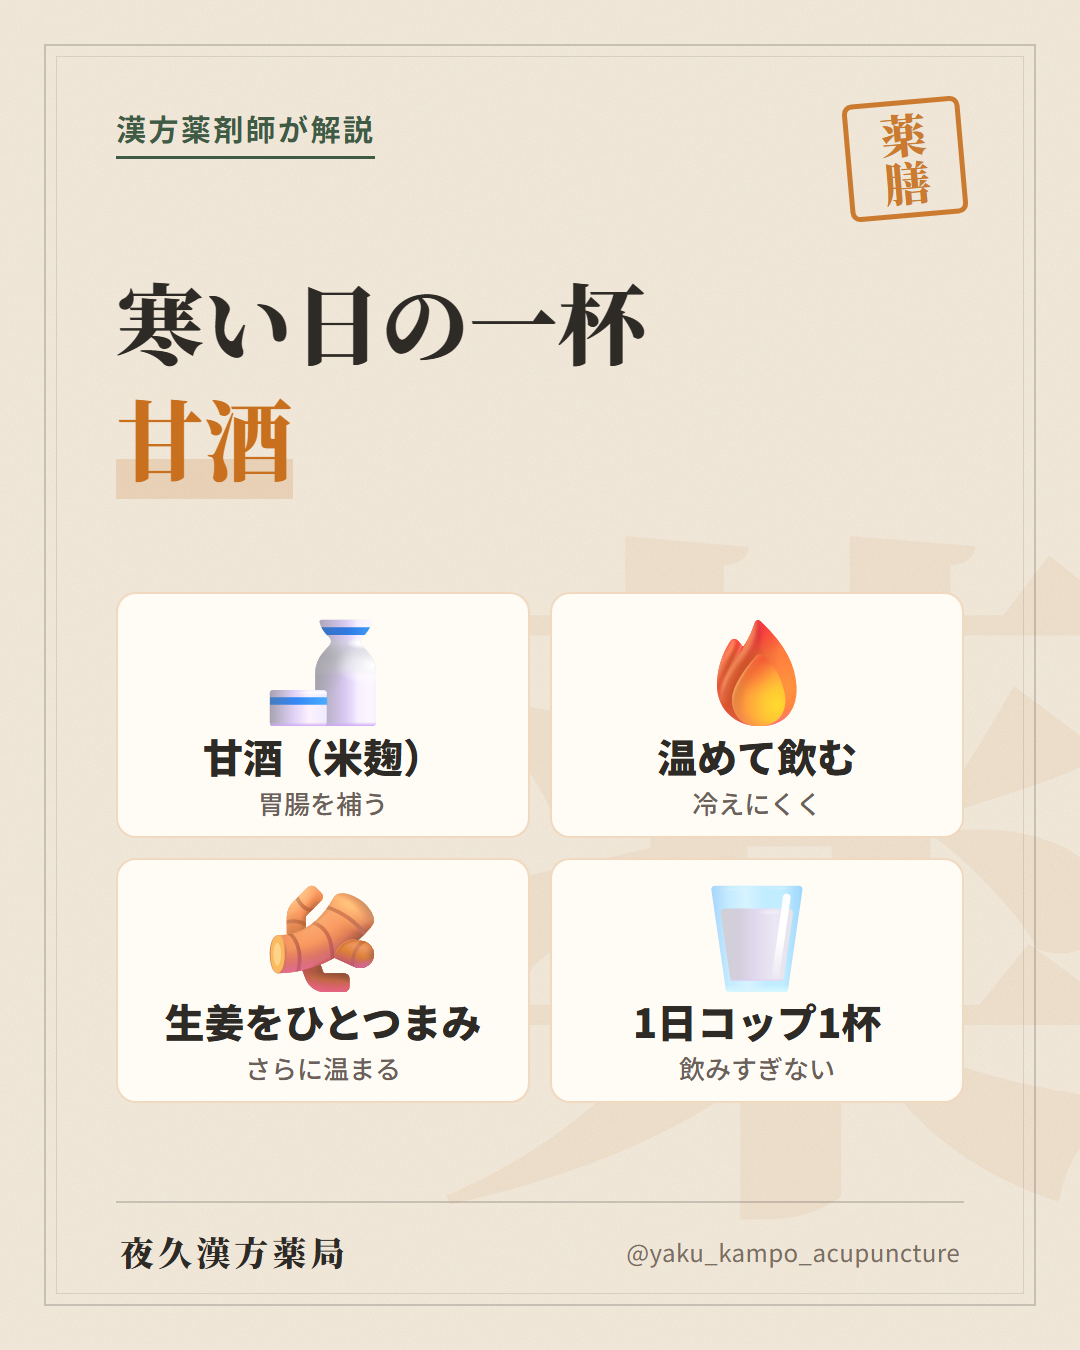 漢方薬剤師が解説
薬膳
寒い日の一杯
甘酒
甘酒（米麹）
胃腸を補う
温めて飲む
冷えにくく
生姜をひとつまみ
さらに温まる
1日コップ1杯
飲みすぎない
夜久漢方薬局
@yaku_kampo_acupuncture